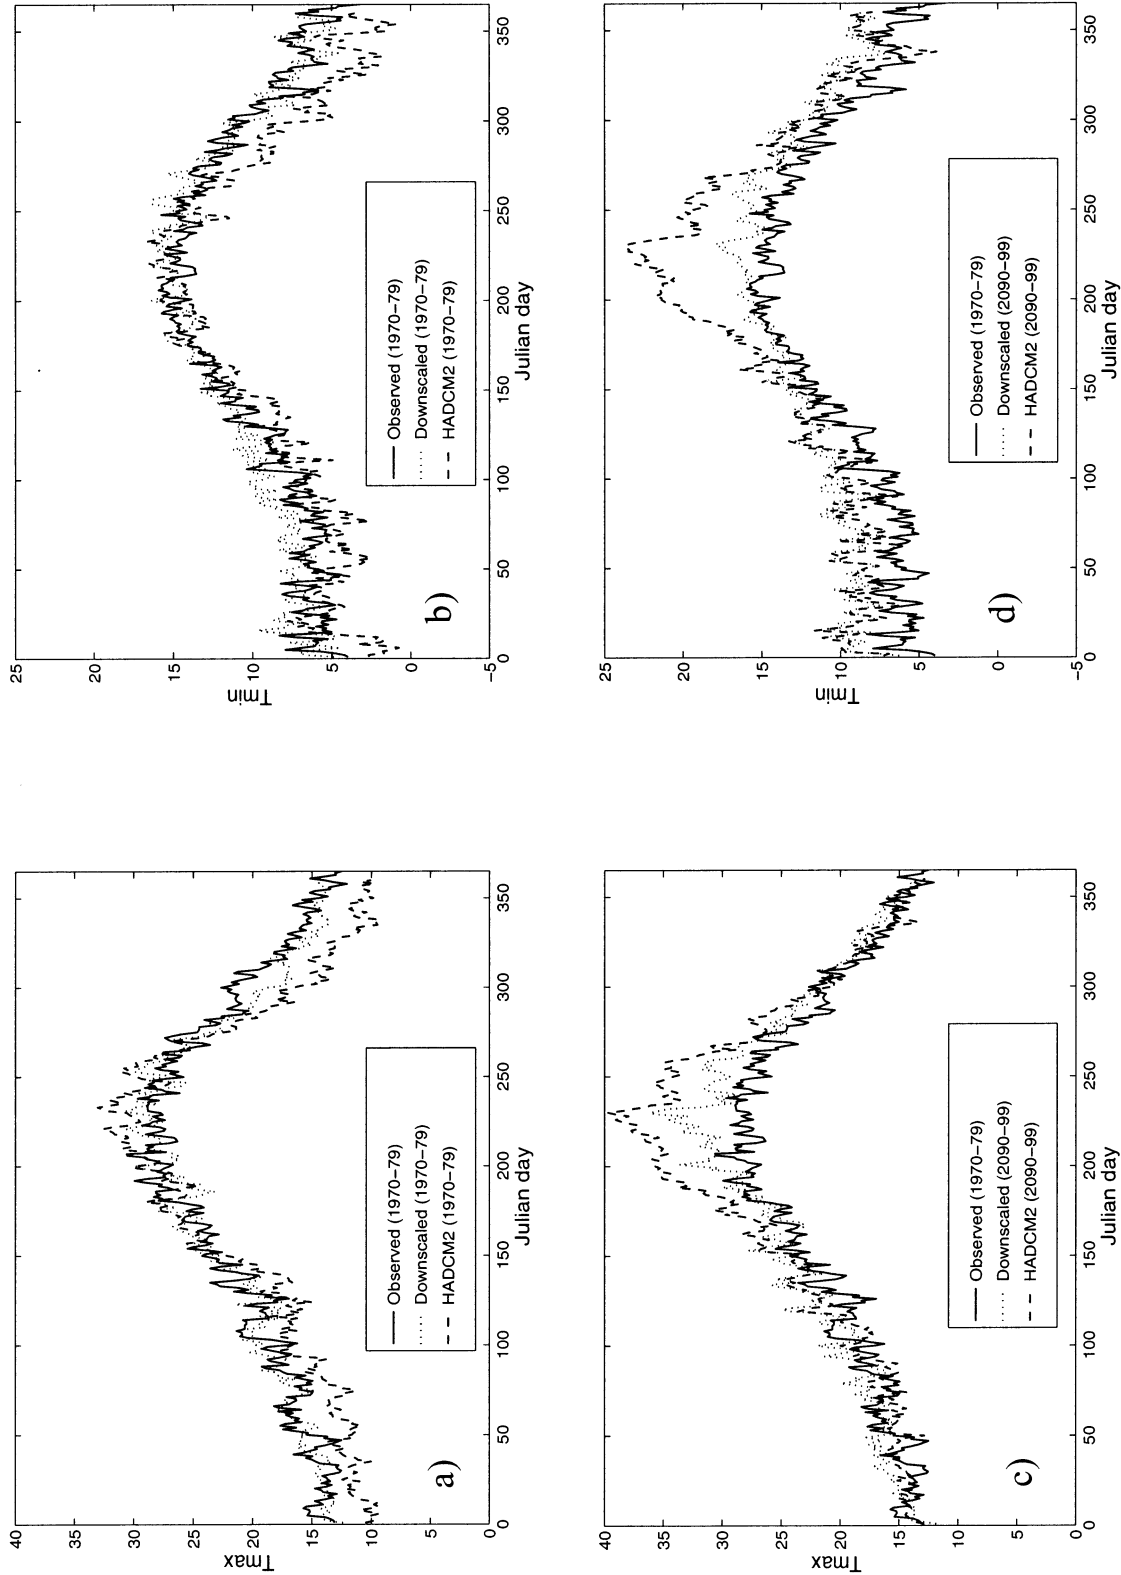 40
35
30
25
20
15
10
5
0
Tmax
0
50
100
150
200
250
300
350
Julian day
Observed (1970−79)
Downscaled (1970−79)
HADCM2 (1970−79)
a)
25
20
15
10
5
0
−5
Tmin
0
50
100
150
200
250
300
350
Julian day
Observed (1970−79)
Downscaled (1970−79)
HADCM2 (1970−79)
b)
40
35
30
25
20
15
10
5
0
Tmax
0
50
100
150
200
250
300
350
Julian day
Observed (1970−79)
Downscaled (2090−99)
HADCM2 (2090−99)
c)
25
20
15
10
5
0
−5
Tmin
0
50
100
150
200
250
300
350
Julian day
Observed (1970−79)
Downscaled (2090−99)
HADCM2 (2090−99)
d)